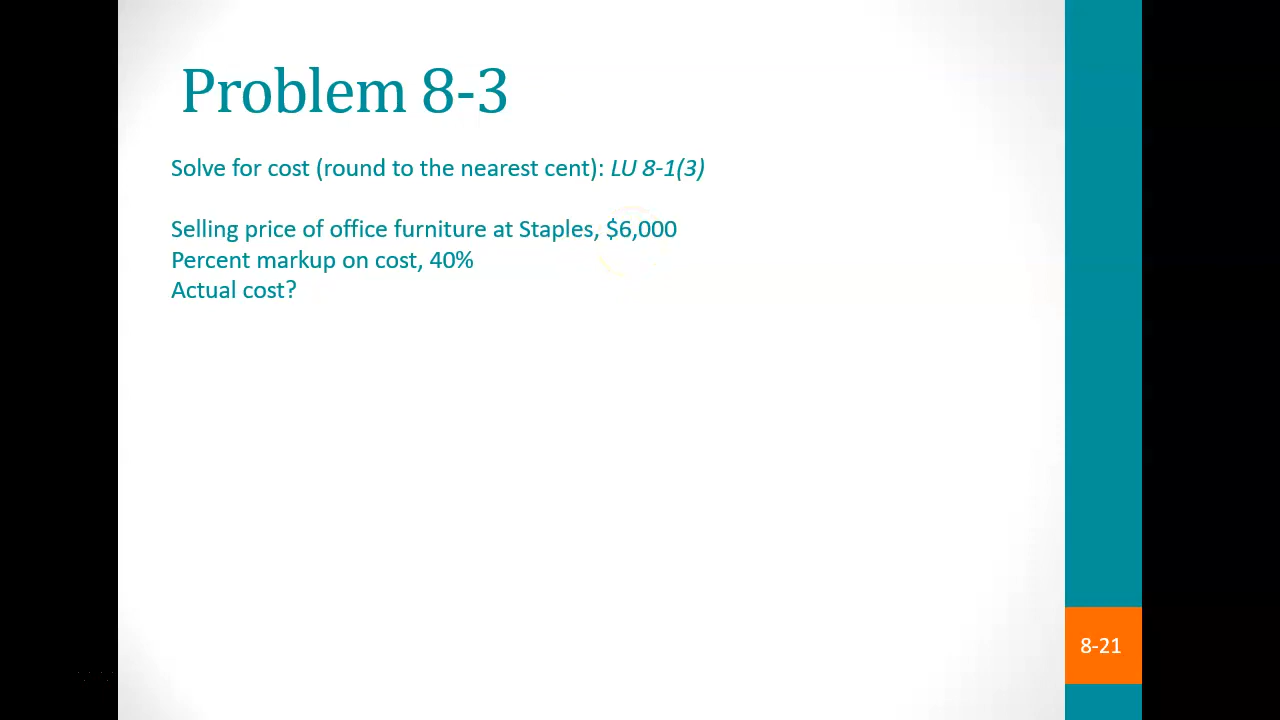 Problem 8-3
Solve for cost (round to the nearest cent): LU 8-1(3)
Selling price of office furniture at Staples, $6,000
Percent markup on cost, 40%
Actual cost?
8-21